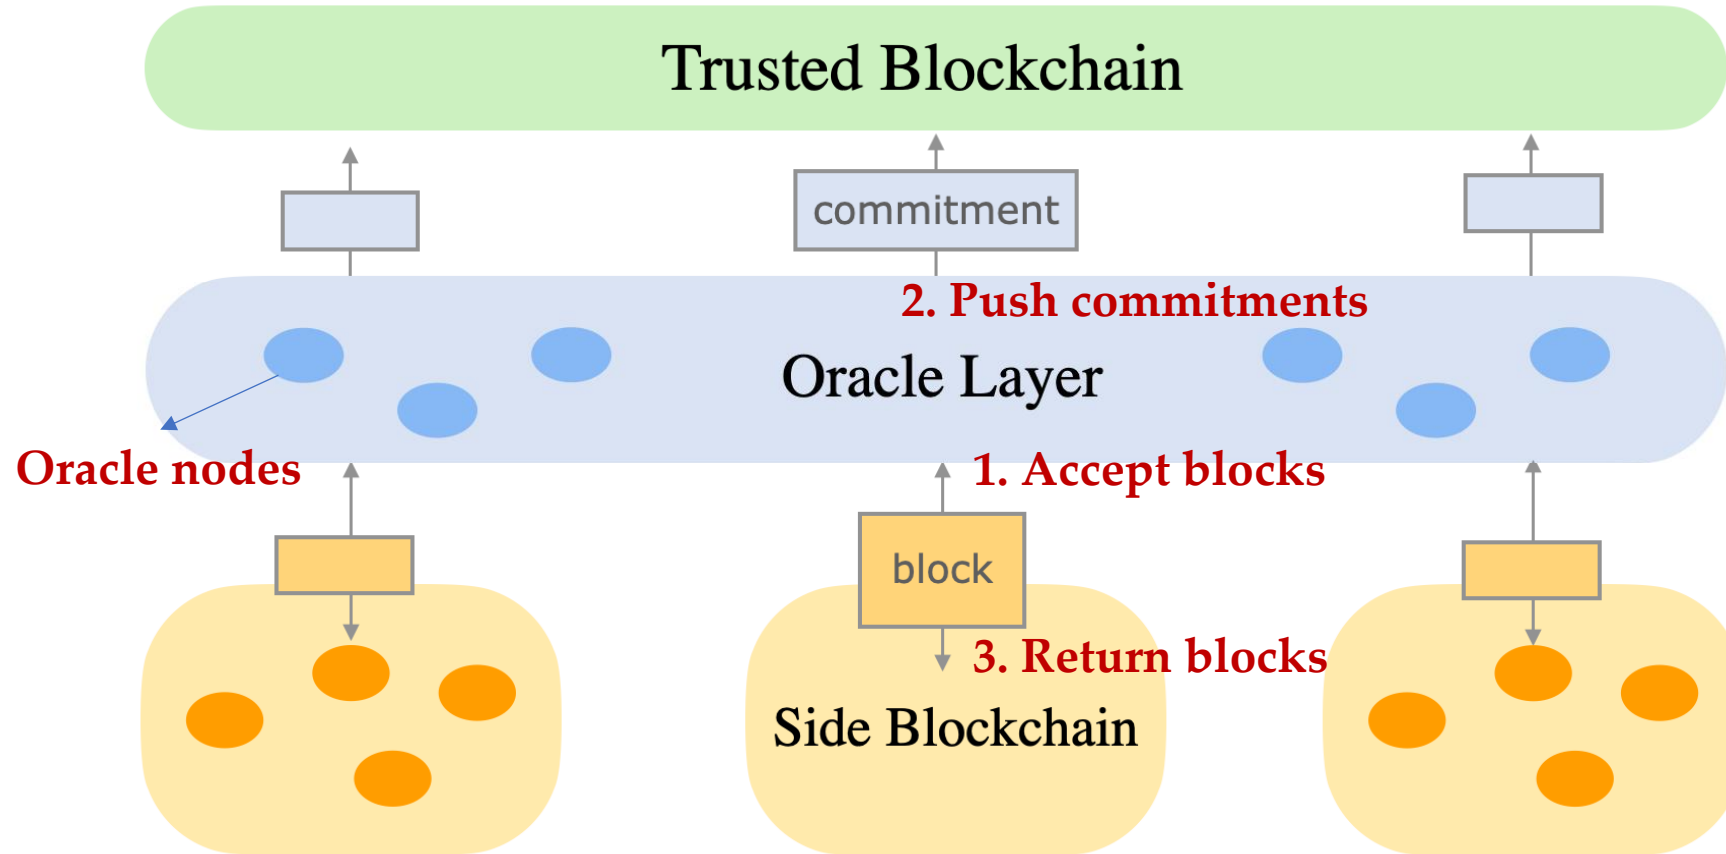 Trusted Blockchain
commitment
2. Push commitments
Oracle Layer
Oracle nodes
1. Accept blocks
block
3. Return blocks
Side Blockchain